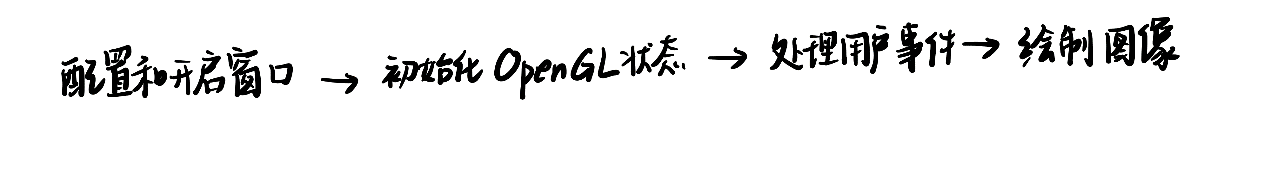 配置和开启窗口 → 初始化 OpenGL状态 → 处理用户事件 → 绘制图像